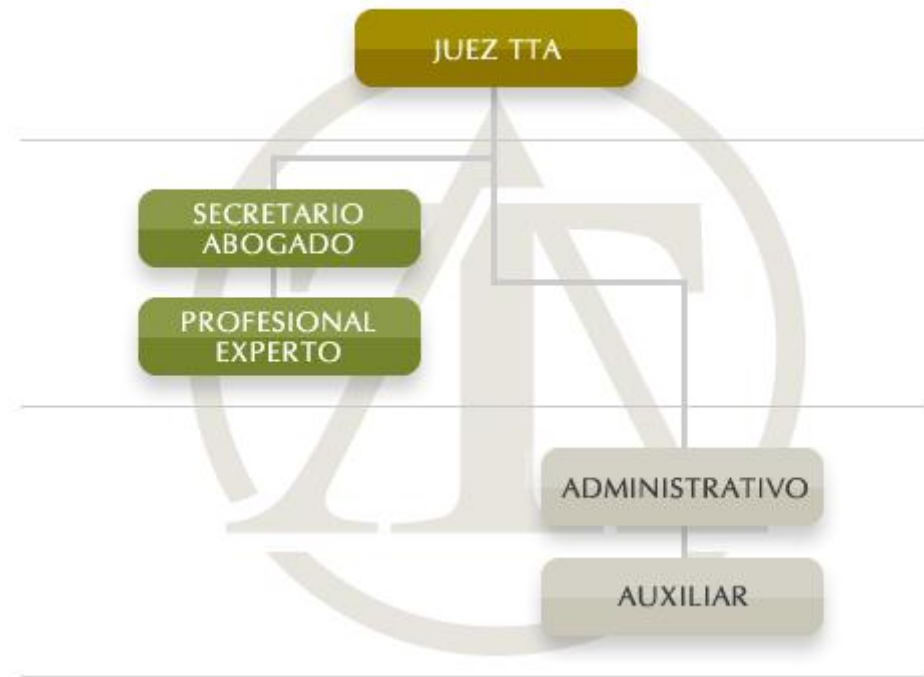 JUEZ TTA
SECRETARIO
ABOGADO
PROFESIONAL
EXPERTO
ADMINISTRATIVO
AUXILIAR